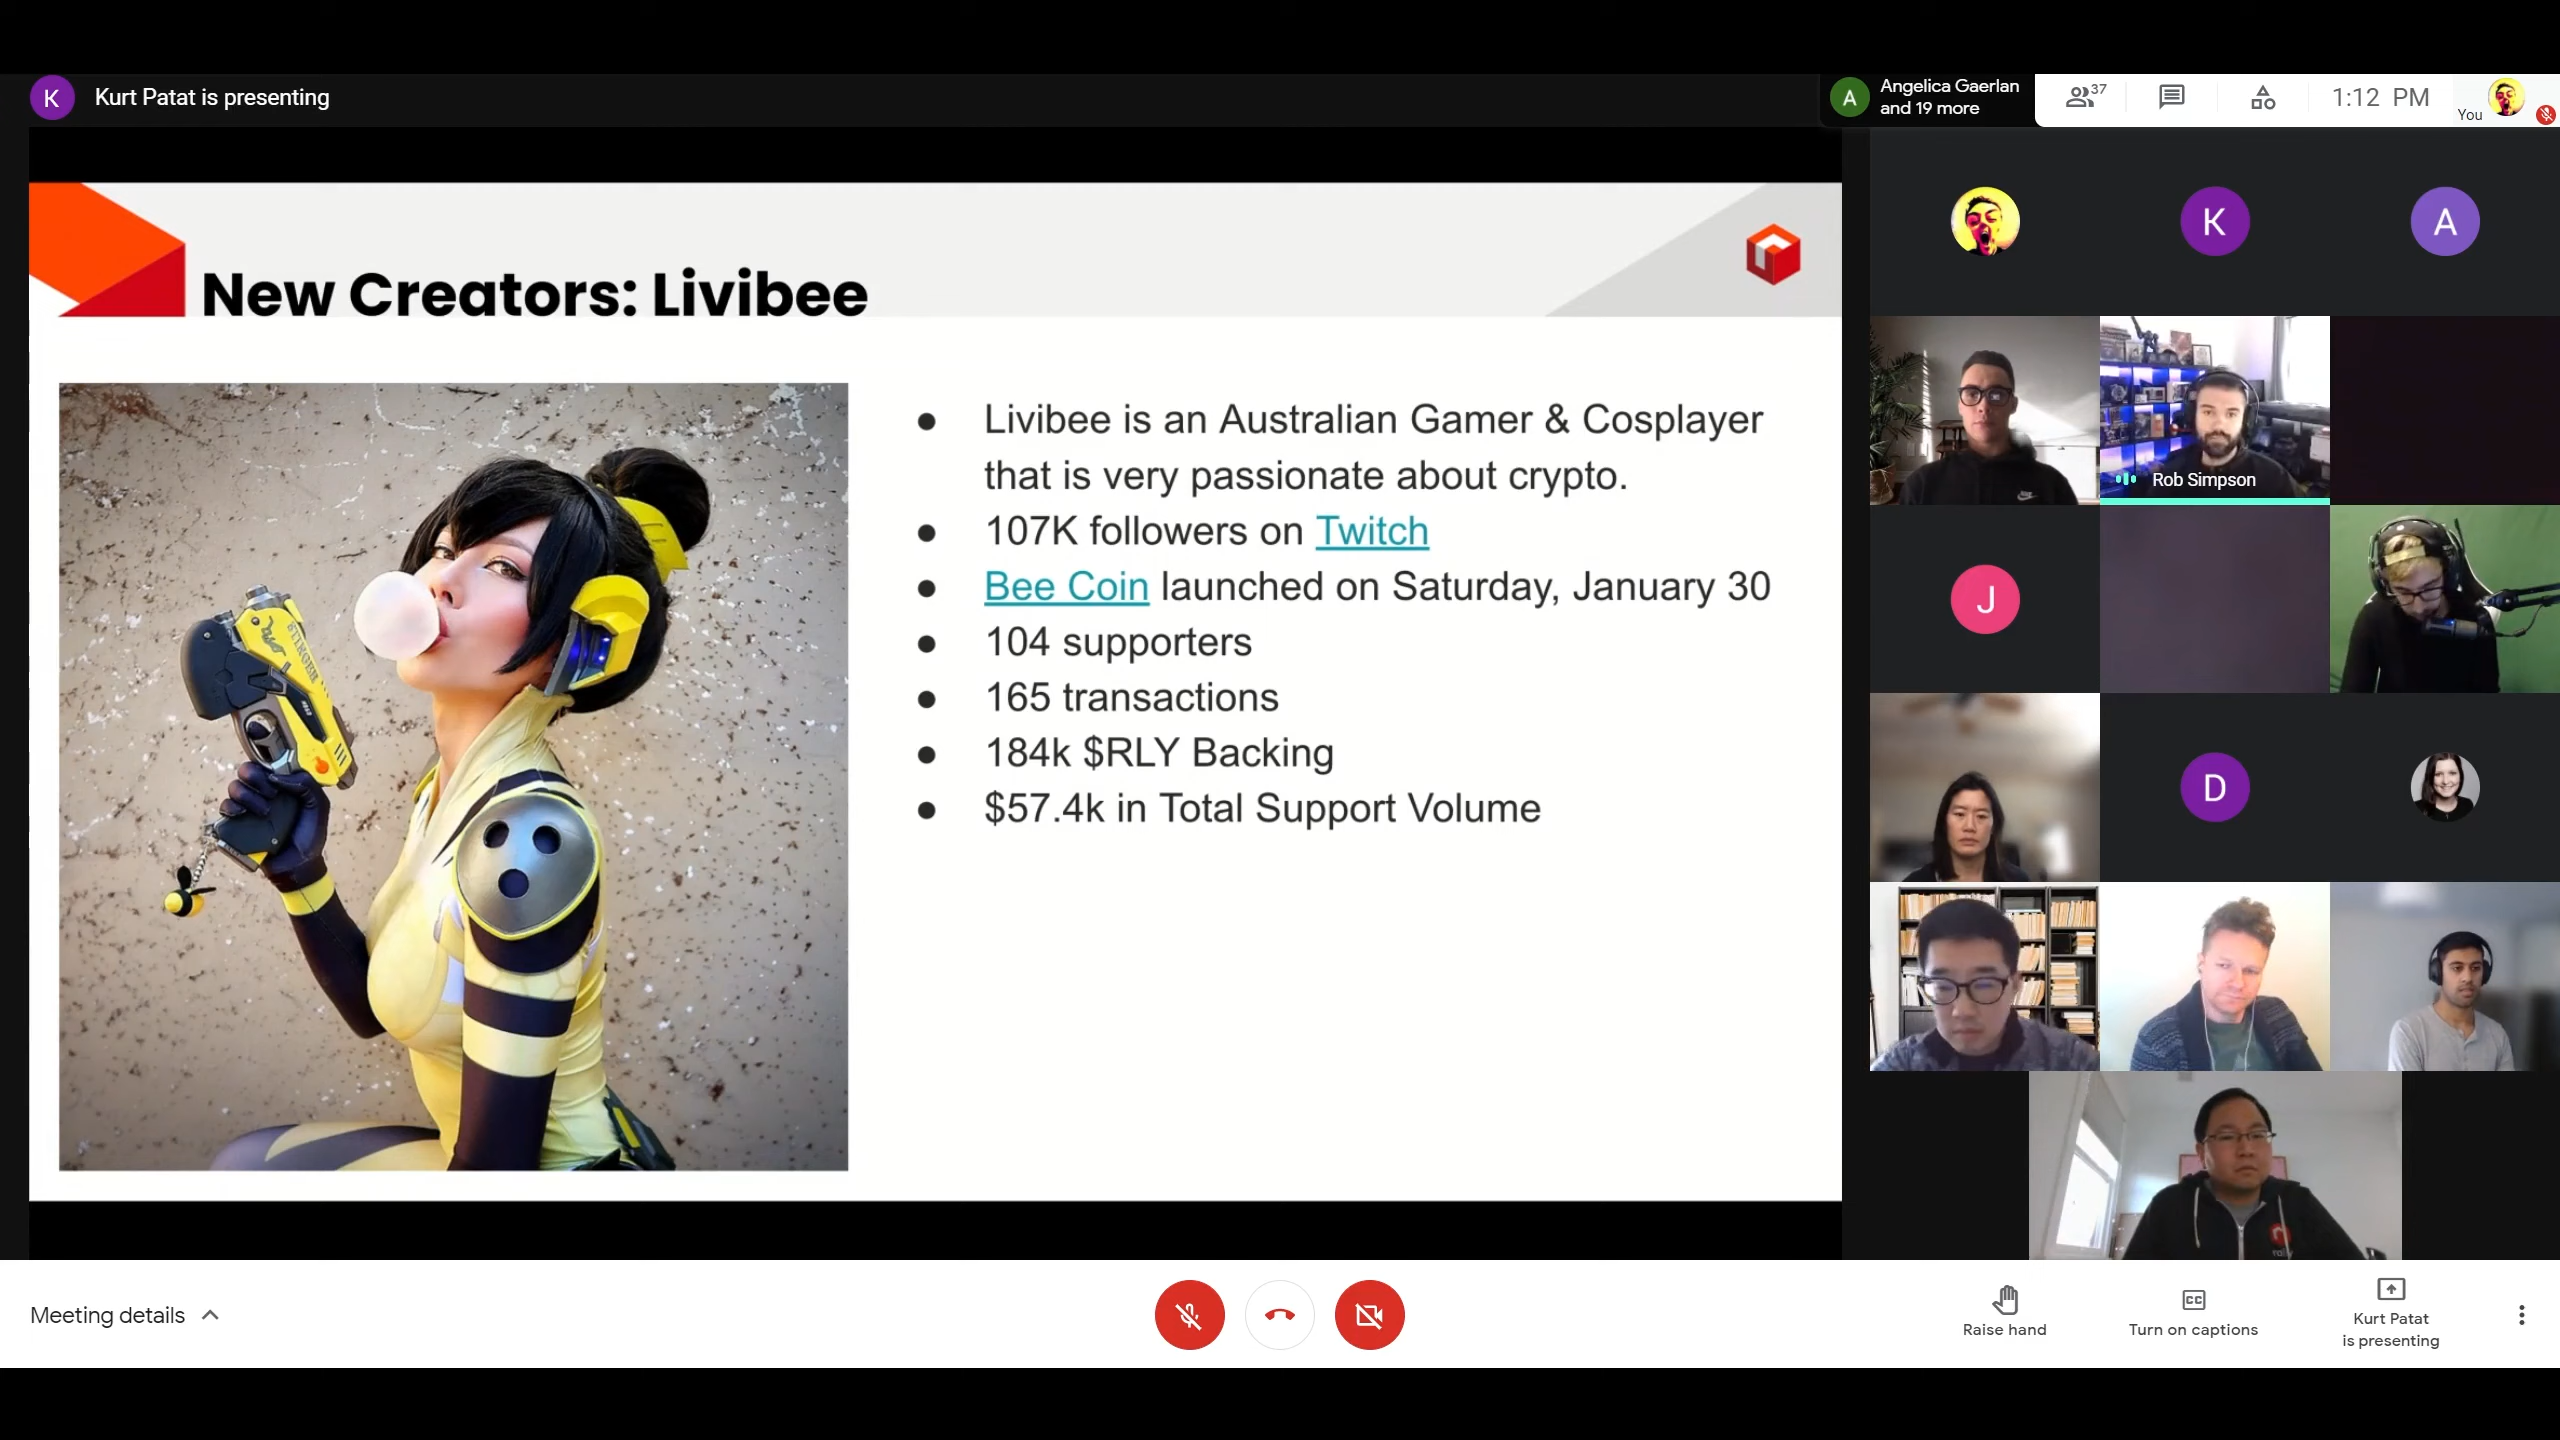 K
Kurt Patat is presenting
A
Angelica Gaerlan
and 19 more
37
1:12 PM
You
New Creators: Livibee
● Livibee is an Australian Gamer & Cosplayer
that is very passionate about crypto.
● 107K followers on Twitch
● Bee Coin launched on Saturday, January 30
● 104 supporters
● 165 transactions
● 184k $RLY Backing
● $57.4k in Total Support Volume
K
A
Rob Simpson
J
D
Meeting details
Raise hand
CC
Turn on captions
Kurt Patat
is presenting